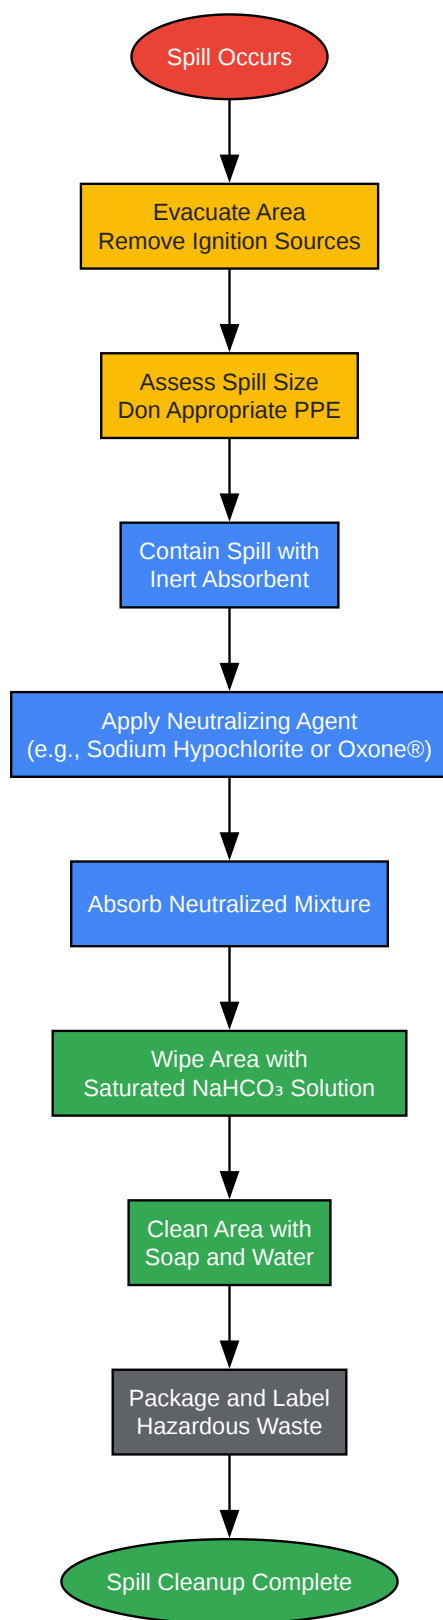 Spill Occurs
Evacuate Area
Remove Ignition Sources
Assess Spill Size
Don Appropriate PPE
Contain Spill with
Inert Absorbent
Apply Neutralizing Agent
(e.g., Sodium Hypochlorite or Oxone®)
Absorb Neutralized Mixture
Wipe Area with
Saturated NaHCO₃ Solution
Clean Area with
Soap and Water
Package and Label
Hazardous Waste
Spill Cleanup Complete